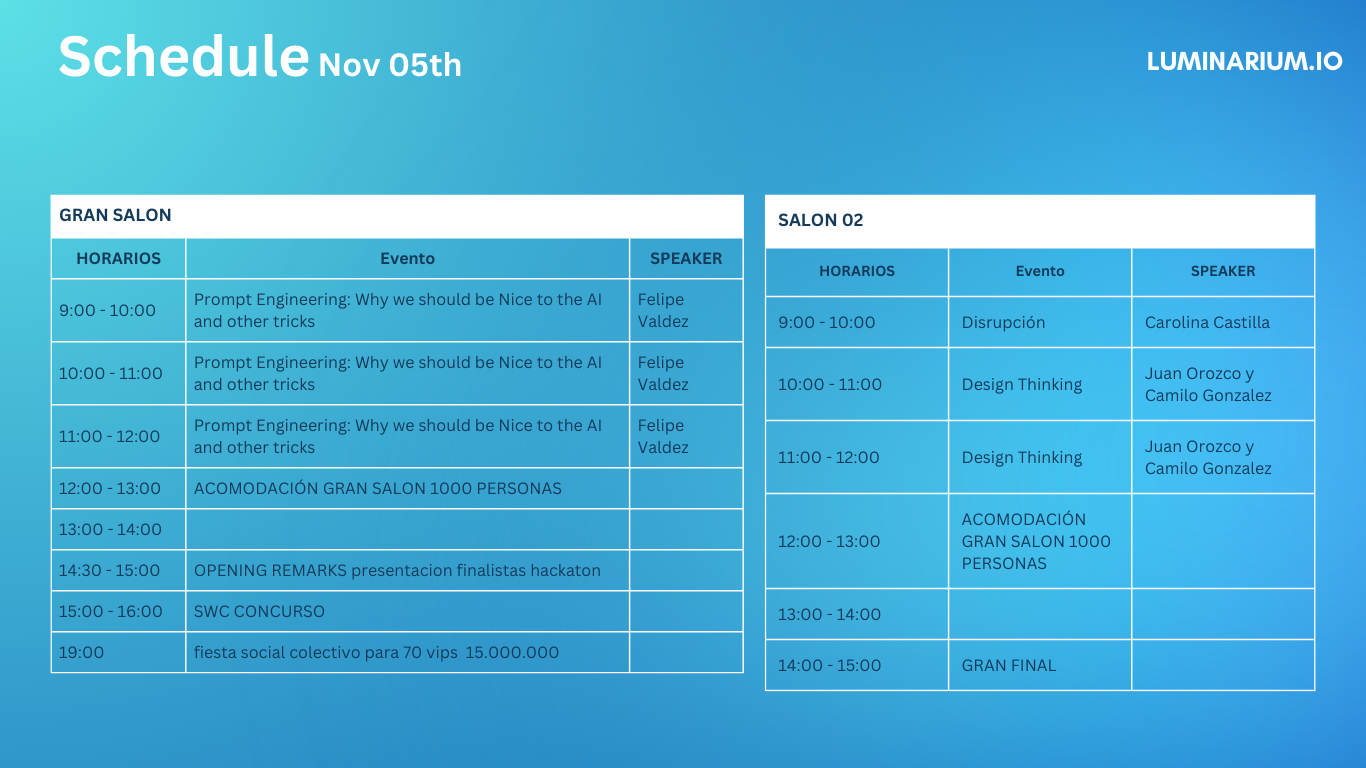 Schedule Nov 05th
LUMINARIUM.IO
GRAN SALON
HORARIOS Evento SPEAKER
9:00 - 10:00 Prompt Engineering: Why we should be Nice to the AI Felipe
and other tricks Valdez
10:00 - 11:00 Prompt Engineering: Why we should be Nice to the AI Felipe
and other tricks Valdez
11:00 - 12:00 Prompt Engineering: Why we should be Nice to the AI Felipe
and other tricks Valdez
12:00 - 13:00 ACOMODACIÓN GRAN SALON 1000 PERSONAS
13:00 - 14:00
14:30 - 15:00 OPENING REMARKS presentacion finalistas hackaton
15:00 - 16:00 SWC CONCURSO
19:00 fiesta social colectivo para 70 vips 15.000.000
SALON 02
HORARIOS Evento SPEAKER
9:00 - 10:00 Disrupción Carolina Castilla
10:00 - 11:00 Design Thinking Juan Orozco y
Camilo Gonzalez
11:00 - 12:00 Design Thinking Juan Orozco y
Camilo Gonzalez
12:00 - 13:00 ACOMODACIÓN
GRAN SALON 1000
PERSONAS
13:00 - 14:00
14:00 - 15:00 GRAN FINAL